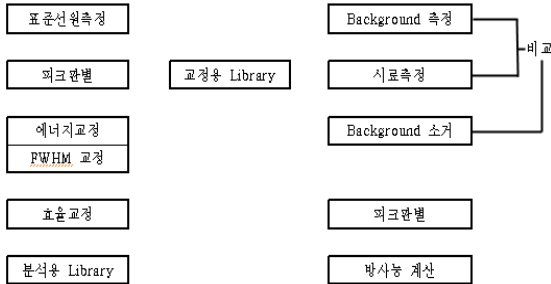 표준선원측정
Background 측정
비교
피크판별
교정용 Library
시료측정
에너지교정
Background 소거
FWHM 교정
효율교정
피크판별
분석용 Library
방사능 계산